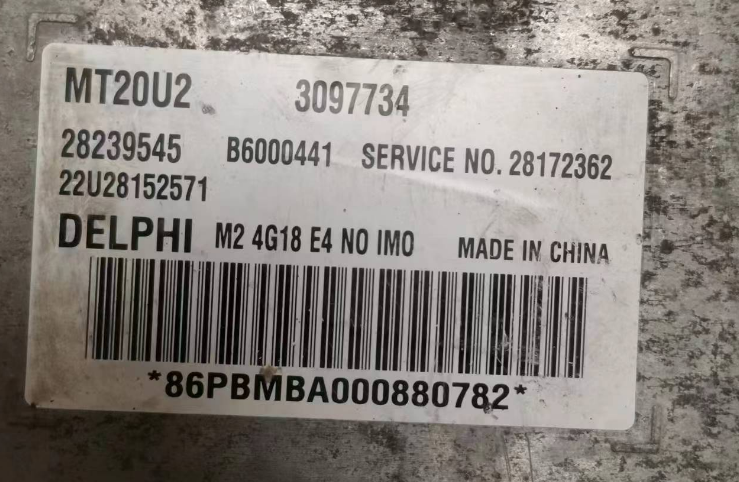 MT20U2 3097734
28239545 B6000441 SERVICE NO. 28172362
22U28152571
DELPHI M2 4G18 E4 NO IMO MADE IN CHINA
*86PBMBA000880782*